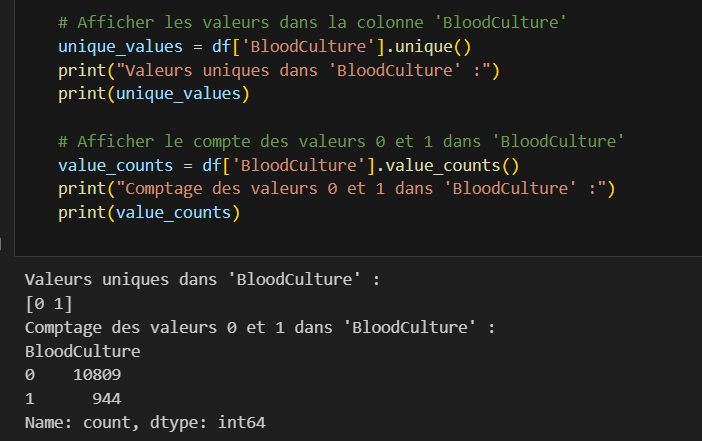 # Afficher les valeurs dans la colonne 'BloodCulture'
unique_values = df['BloodCulture'].unique()
print("Valeurs uniques dans 'BloodCulture' :")
print(unique_values)
# Afficher le compte des valeurs 0 et 1 dans 'BloodCulture'
value_counts = df['BloodCulture'].value_counts()
print("Comptage des valeurs 0 et 1 dans 'BloodCulture' :")
print(value_counts)
Valeurs uniques dans 'BloodCulture' :
[0 1]
Comptage des valeurs 0 et 1 dans 'BloodCulture' :
BloodCulture
0    10809
1      944
Name: count, dtype: int64